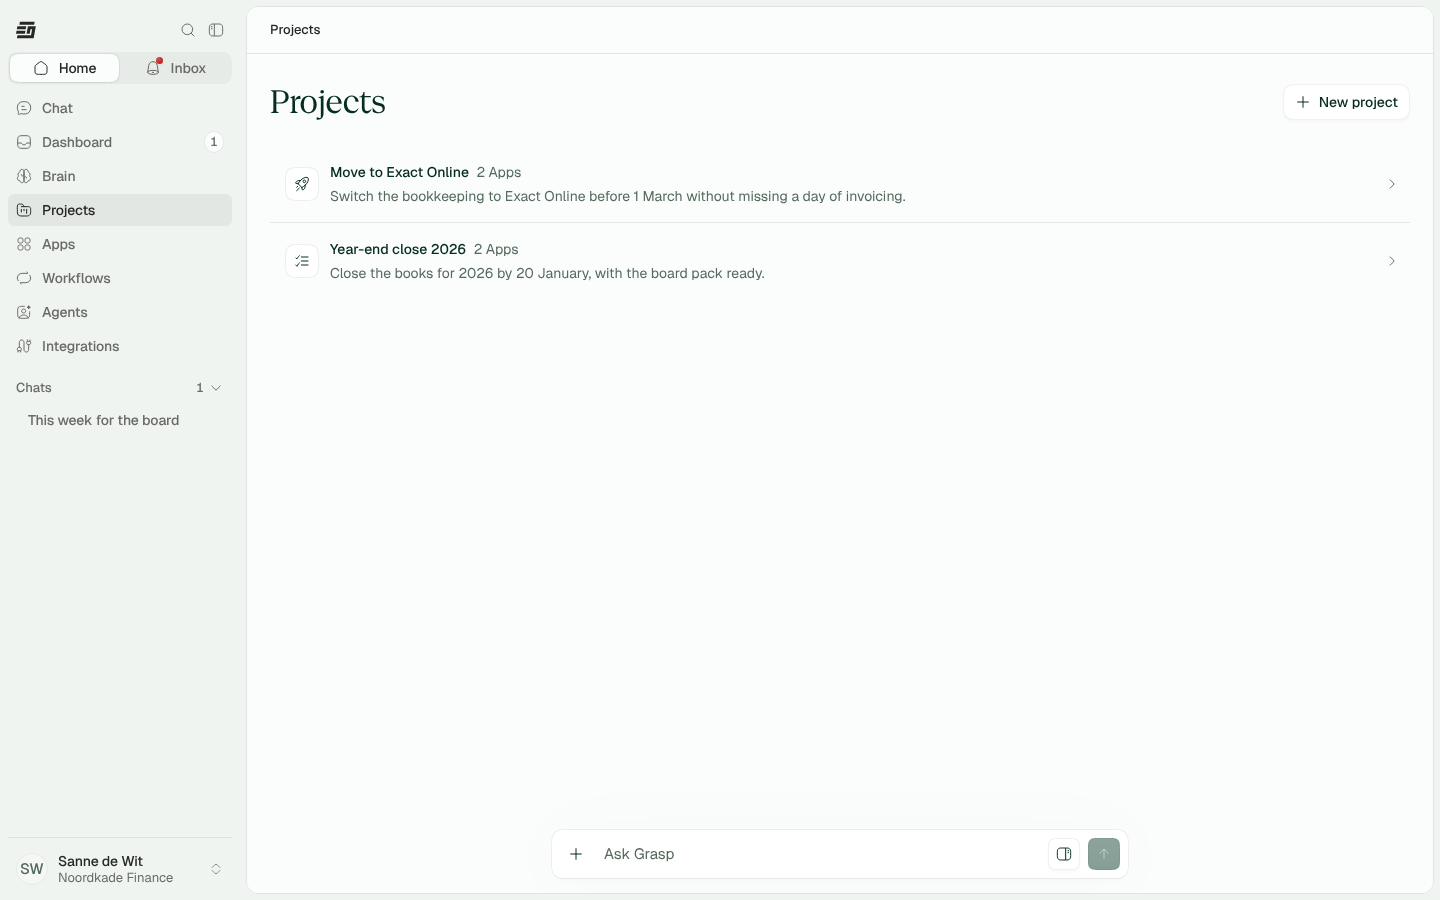 Home
Inbox
Chat
Dashboard 1
Brain
Projects
Apps
Workflows
Agents
Integrations
Chats 1
This week for the board
SW
Sanne de Wit
Noordkade Finance
Projects
Projects
New project
Move to Exact Online 2 Apps
Switch the bookkeeping to Exact Online before 1 March without missing a day of invoicing.
Year-end close 2026 2 Apps
Close the books for 2026 by 20 January, with the board pack ready.
Ask Grasp